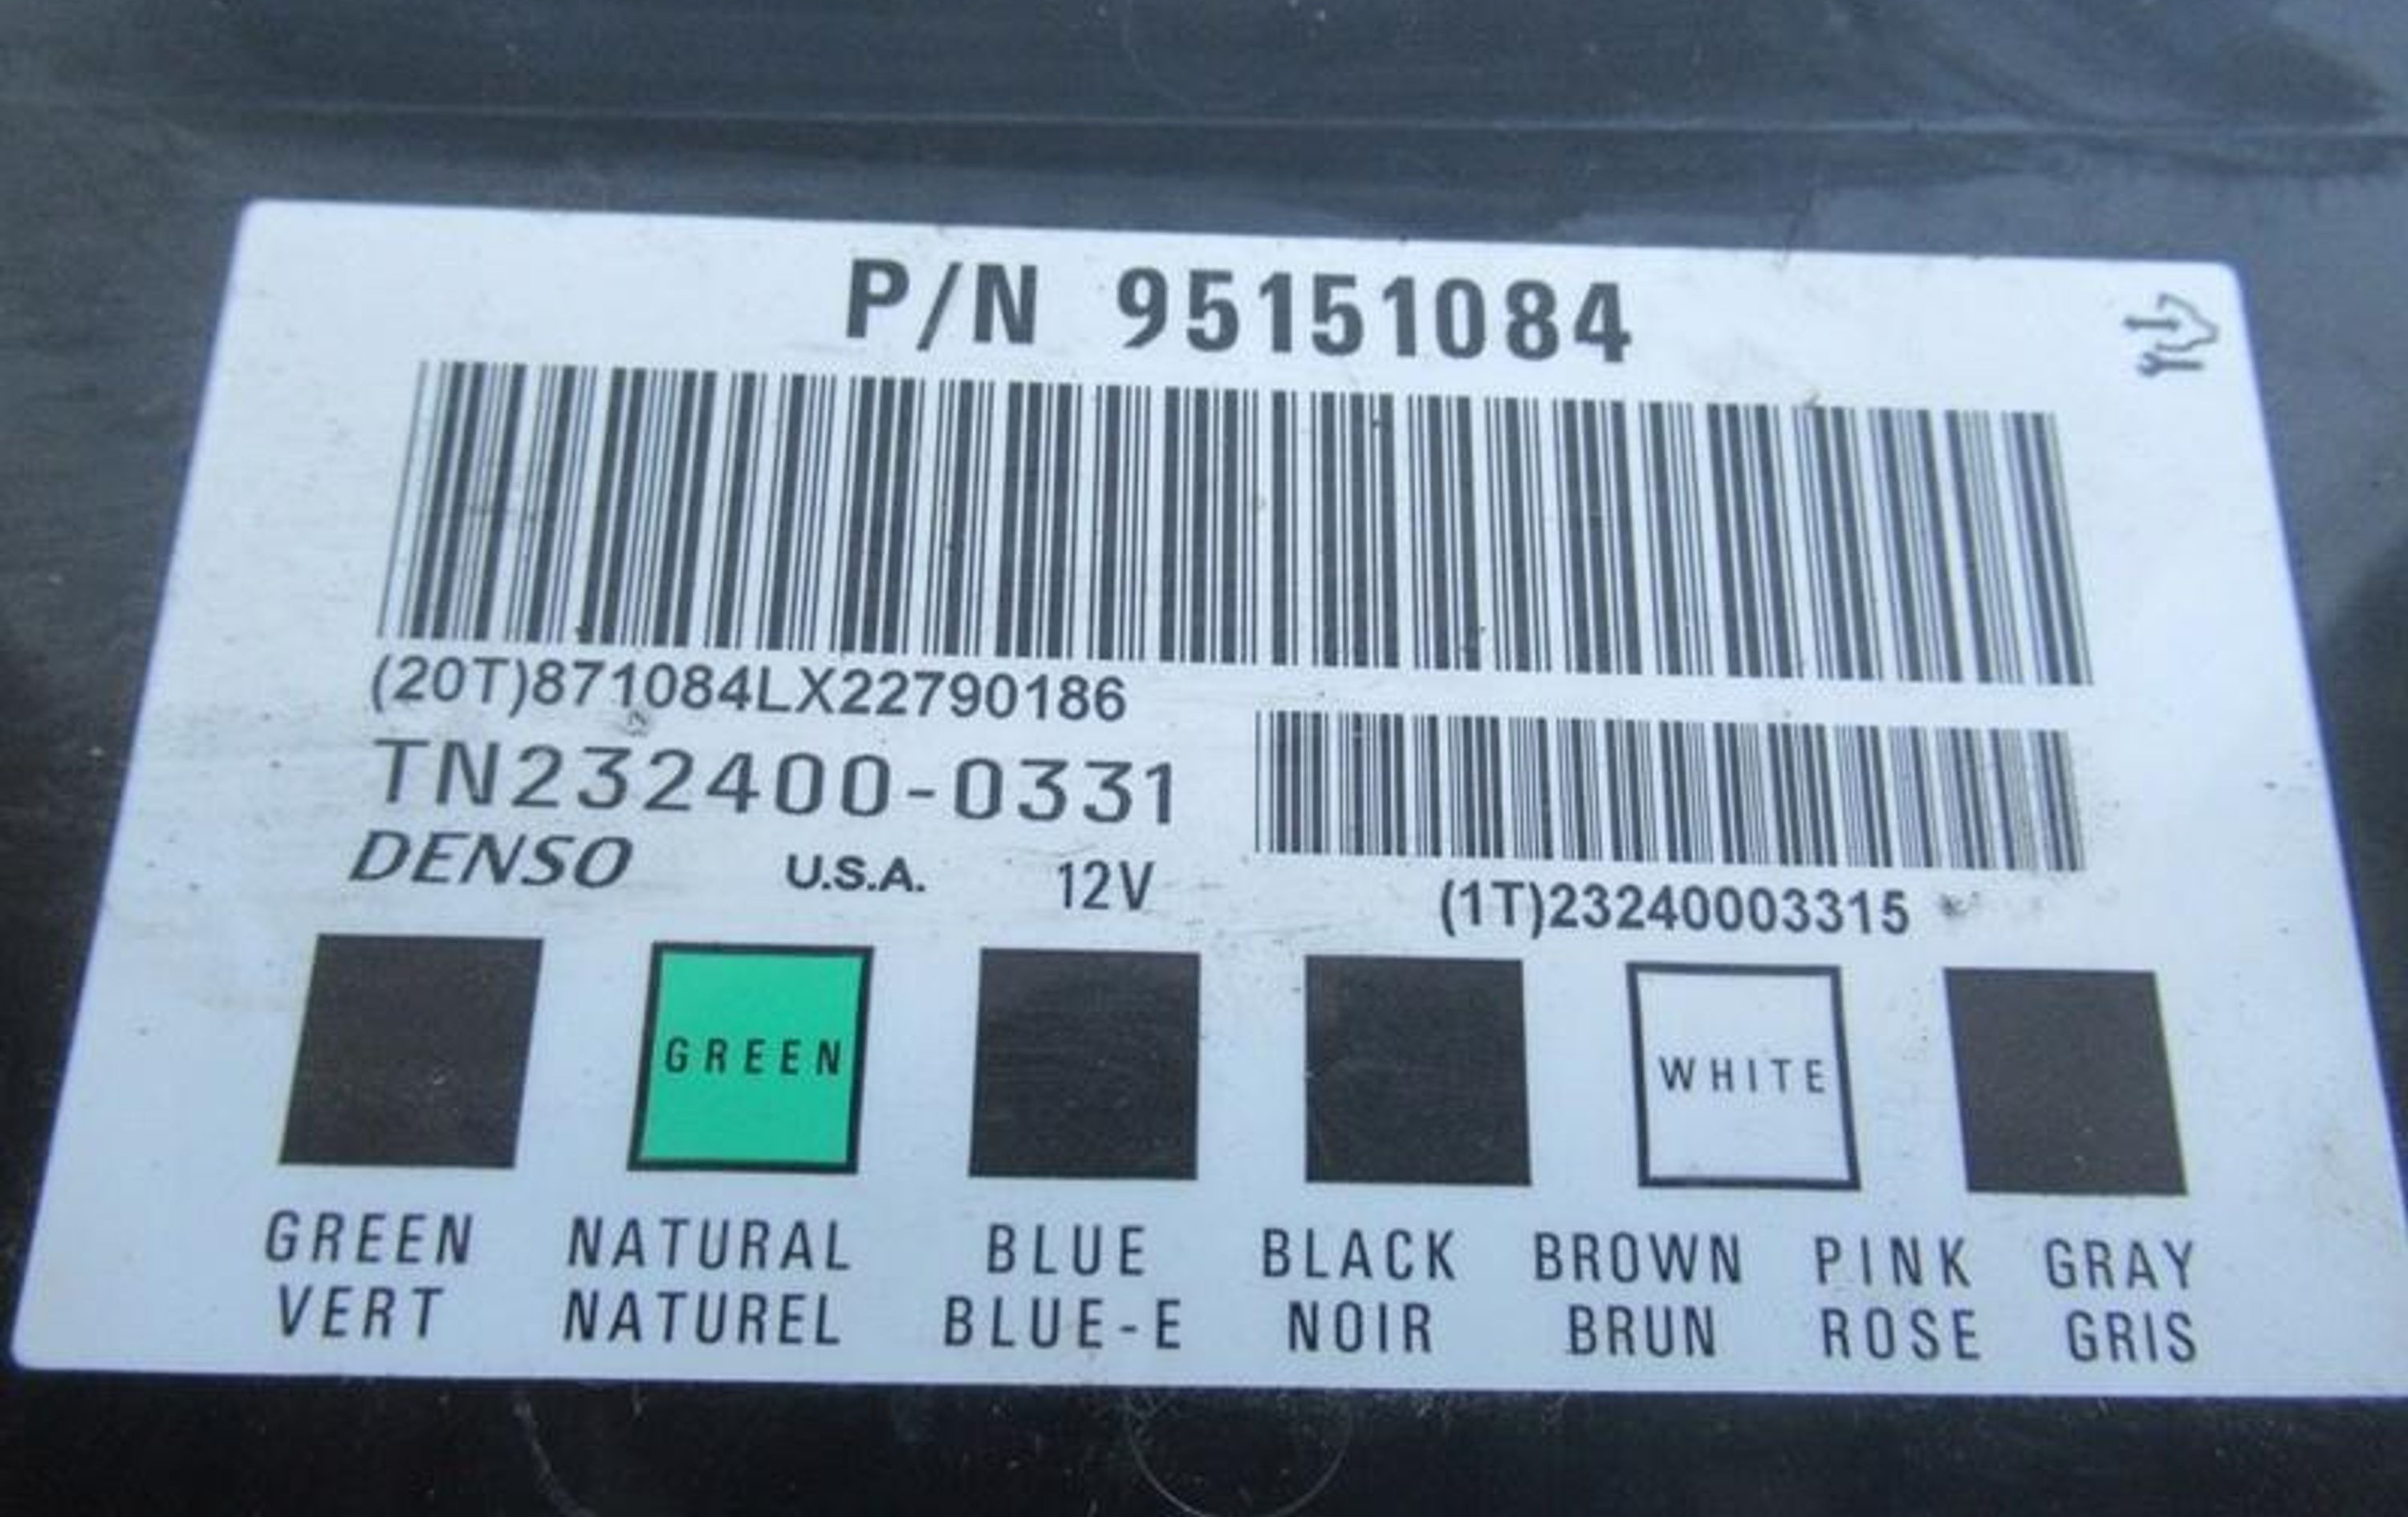 P/N 95151084
(20T)871084LX22790186
TN232400-0331
DENSO U.S.A. 12V
(1T)23240003315
GREEN WHITE
GREEN NATURAL BLUE BLACK BROWN PINK GRAY
VERT NATUREL BLUE-E NOIR BRUN ROSE GRIS